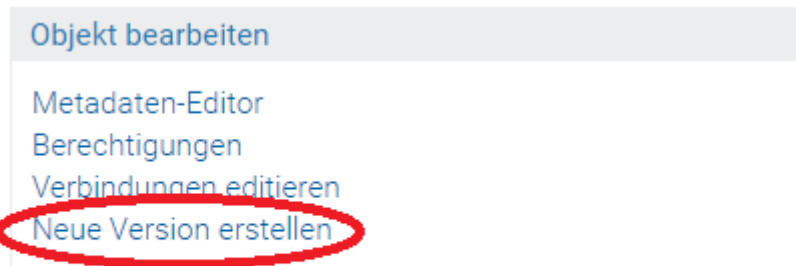 Objekt bearbeiten
Metadaten-Editor
Berechtigungen
Verbindungen editieren
Neue Version erstellen